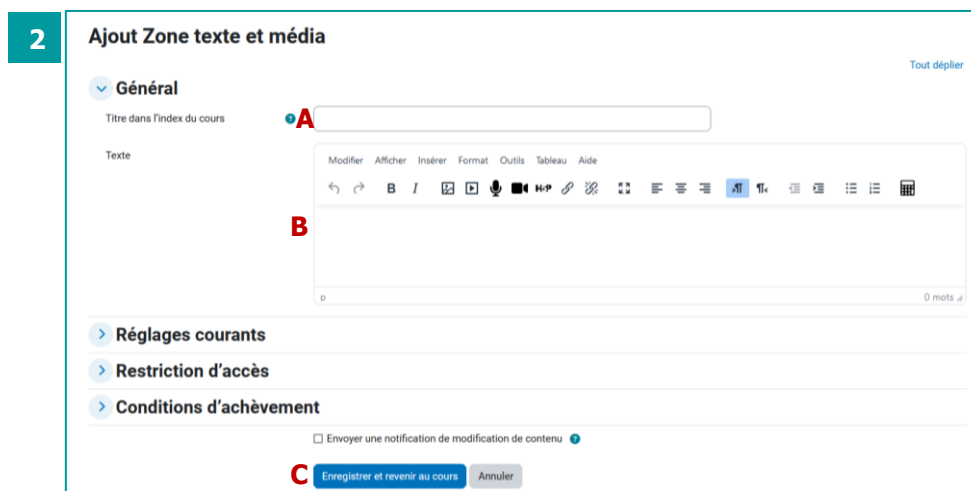 2
Ajout Zone texte et média
Tout déplier
Général
Titre dans l'index du cours ? A
Texte
Modifier Afficher Insérer Format Outils Tableau Aide
B I H-P
B
p 0 mots
Réglages courants
Restriction d'accès
Conditions d'achèvement
Envoyer une notification de modification de contenu ?
C Enregistrer et revenir au cours Annuler